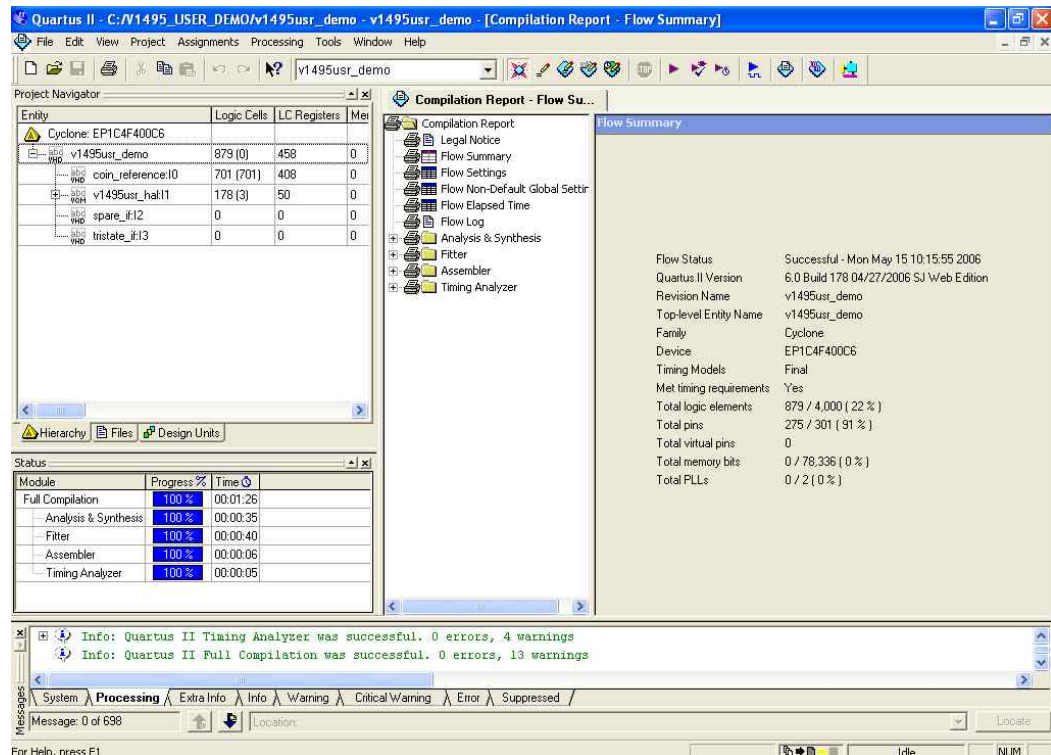 Quartus II - C:/V1495_USER_DEMO/v1495usr_demo - v1495usr_demo - [Compilation Report - Flow Summary]
File Edit View Project Assignments Processing Tools Window Help
v1495usr_demo
Project Navigator
Entity Logic Cells LC Registers Mei
Cyclone: EP1C4F400C6
v1495usr_demo 879 (0) 458 0
coin_reference:I0 701 (701) 408 0
v1495usr_hal:I1 178 (3) 50 0
spare_if:I2 0 0 0
tristate_if:I3 0 0 0
Hierarchy Files Design Units
Status
Module Progress % Time
Full Compilation 100 % 00:01:26
Analysis & Synthesis 100 % 00:00:35
Fitter 100 % 00:00:40
Assembler 100 % 00:00:06
Timing Analyzer 100 % 00:00:05
Compilation Report - Flow Su...
Compilation Report
Legal Notice
Flow Summary
Flow Settings
Flow Non-Default Global Settir
Flow Elapsed Time
Flow Log
Analysis & Synthesis
Fitter
Assembler
Timing Analyzer
Flow Summary
Flow Status Successful - Mon May 15 10:15:55 2006
Quartus II Version 6.0 Build 178 04/27/2006 SJ Web Edition
Revision Name v1495usr_demo
Top-level Entity Name v1495usr_demo
Family Cyclone
Device EP1C4F400C6
Timing Models Final
Met timing requirements Yes
Total logic elements 879 / 4,000 ( 22 % )
Total pins 275 / 301 ( 91 % )
Total virtual pins 0
Total memory bits 0 / 78,336 ( 0 % )
Total PLLs 0 / 2 ( 0 % )
Info: Quartus II Timing Analyzer was successful. 0 errors, 4 warnings
Info: Quartus II Full Compilation was successful. 0 errors, 13 warnings
System Processing Extra Info Info Warning Critical Warning Error Suppressed
Messages
Message: 0 of 698
Location:
Locate
For Help, press F1
Idle
NUM